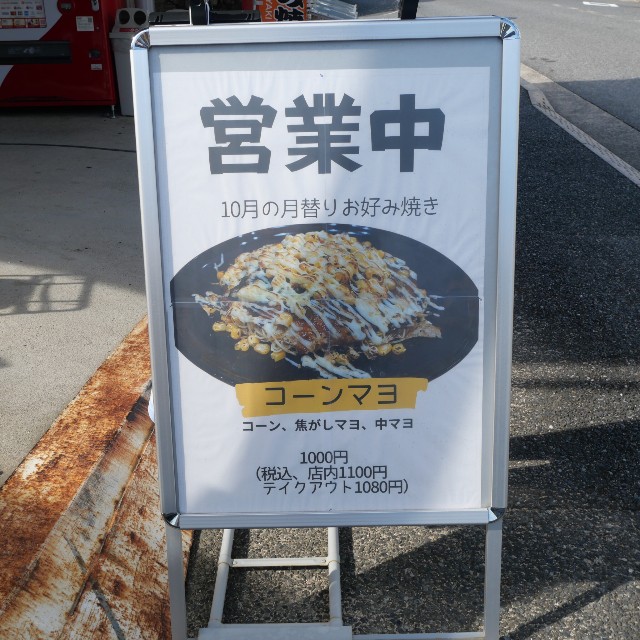 営業中
10月の月替りお好み焼き
コーンマヨ
コーン、焦がしマヨ、中マヨ
1000円
(税込、店内1100円
テイクアウト1080円)